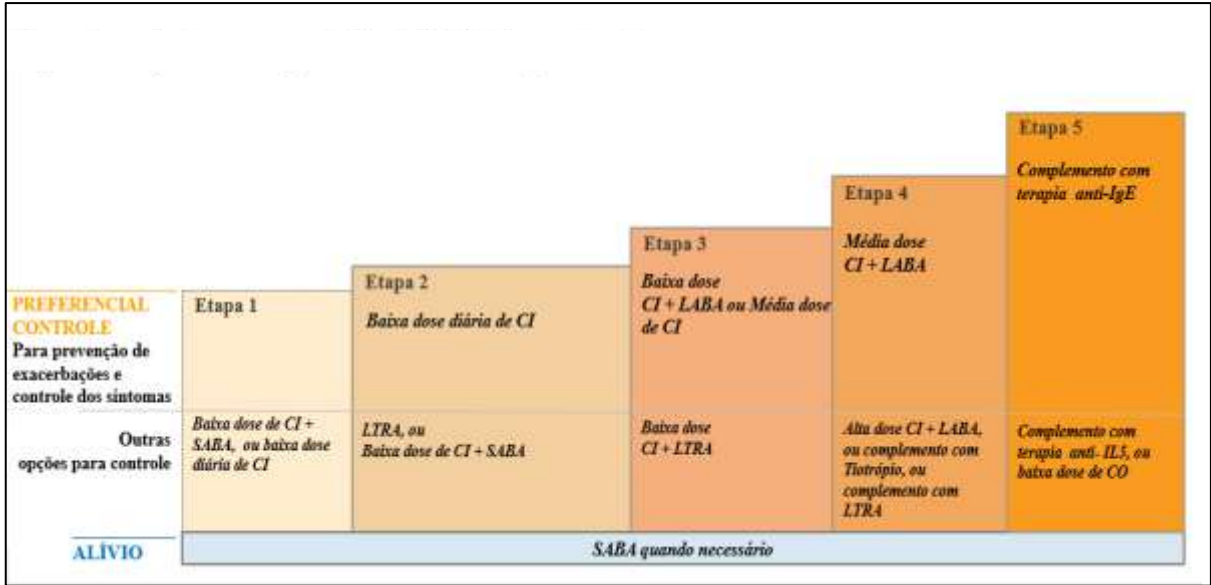 Etapa 5
Complemento com
terapia anti-IgE
Etapa 4
Média dose
CI + LABA
Etapa 3
Baixa dose
CI + LABA ou Média dose
de CI
Etapa 2
Baixa dose diária de CI
Etapa 1
PREFERENCIAL
CONTROLE
Para prevenção de
exacerbações e
controle dos sintomas
Outras
opções para controle
Baixa dose de CI +
SABA, ou baixa dose
diária de CI
LTRA, ou
Baixa dose de CI + SABA
Baixa dose
CI + LTRA
Alta dose CI + LABA,
ou complemento com
Tiotrópio, ou
complemento com
LTRA
Complemento com
terapia anti- IL5, ou
baixa dose de CO
ALÍVIO
SABA quando necessário